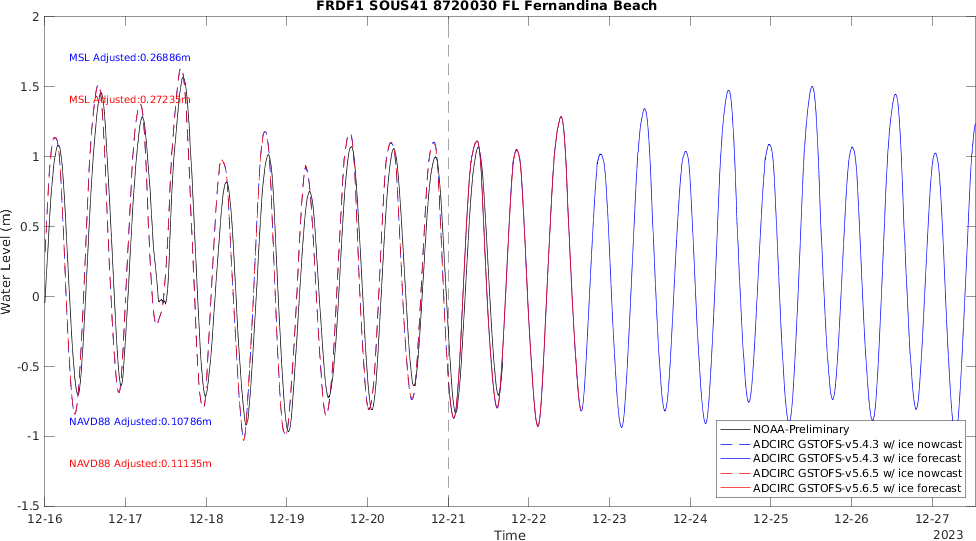 FRDF1 SOUS41 8720030 FL Fernandina Beach
2
1.5
1
0.5
0
-0.5
-1
-1.5
Water Level (m)
MSL Adjusted:0.26886m
MSL Adjusted:0.27235m
NAVD88 Adjusted:0.10786m
NAVD88 Adjusted:0.11135m
NOAA-Preliminary
ADCIRC GSTOFS-v5.4.3 w/ ice nowcast
ADCIRC GSTOFS-v5.4.3 w/ ice forecast
ADCIRC GSTOFS-v5.6.5 w/ ice nowcast
ADCIRC GSTOFS-v5.6.5 w/ ice forecast
12-16 12-17 12-18 12-19 12-20 12-21 12-22 12-23 12-24 12-25 12-26 12-27
Time
2023